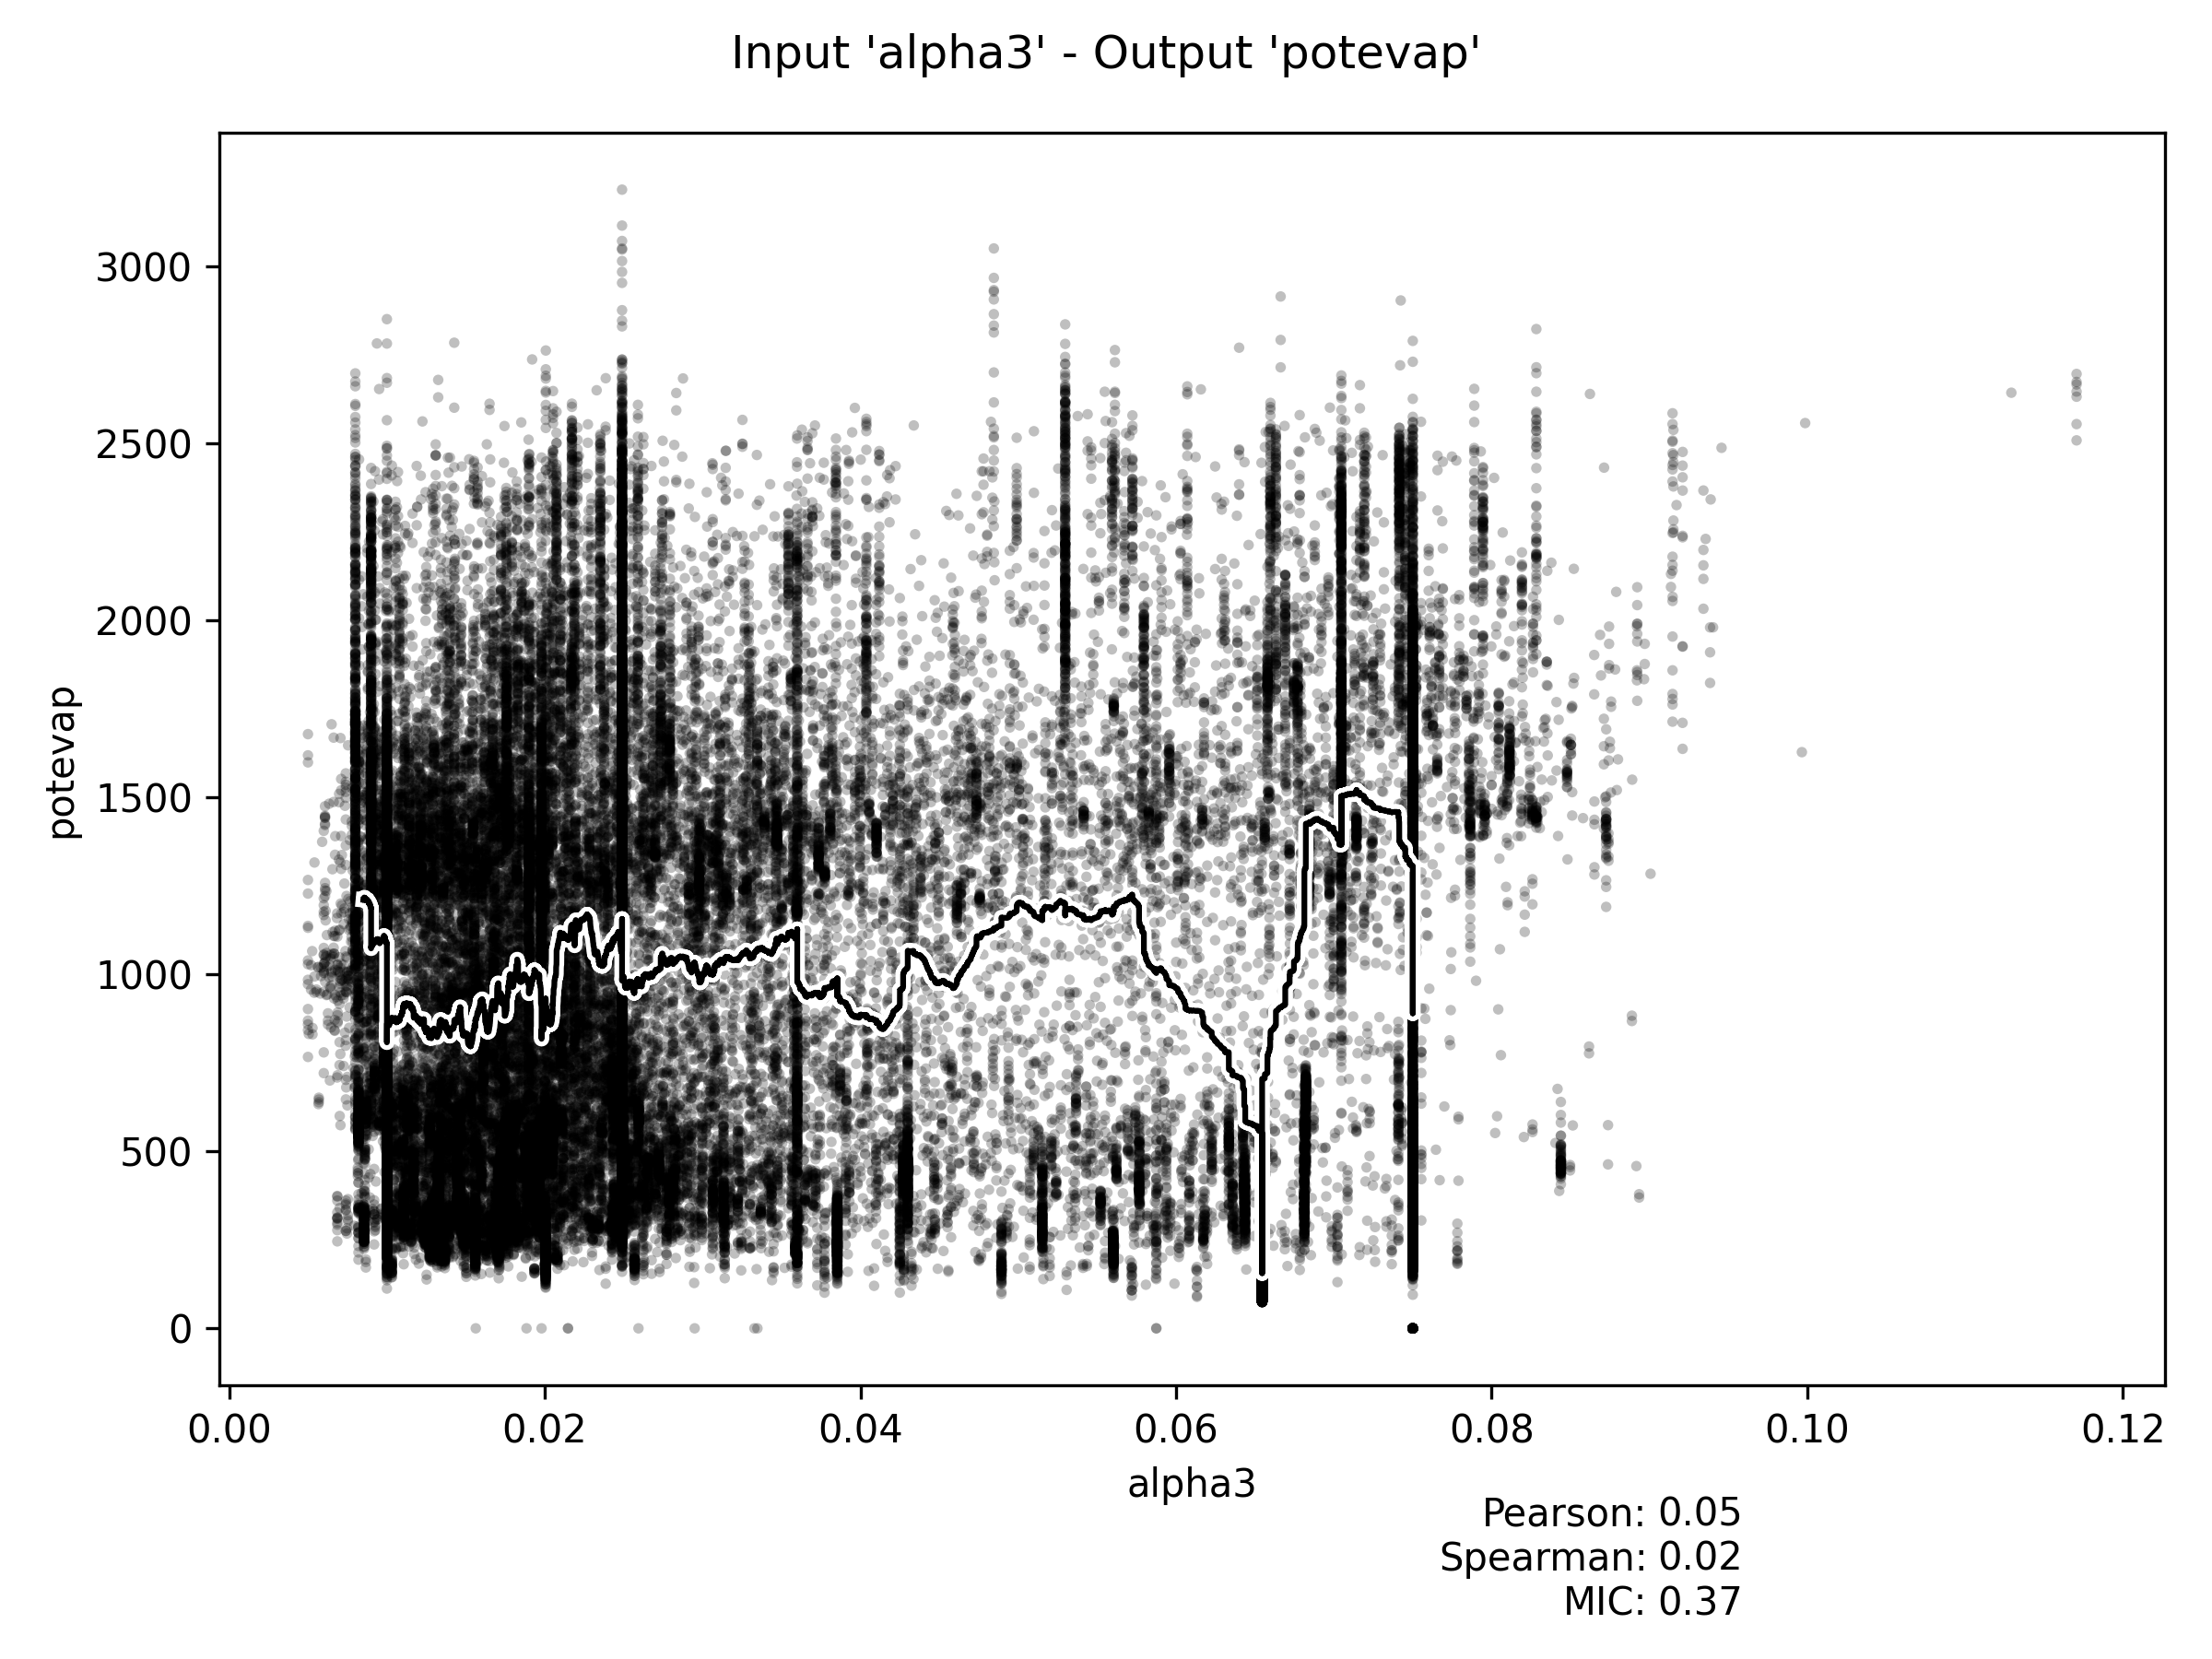 Input 'alpha3' - Output 'potevap'
3000
2500
2000
1500
1000
500
0
potevap
0.00 0.02 0.04 0.06 0.08 0.10 0.12
alpha3
Pearson: 0.05
Spearman: 0.02
MIC: 0.37